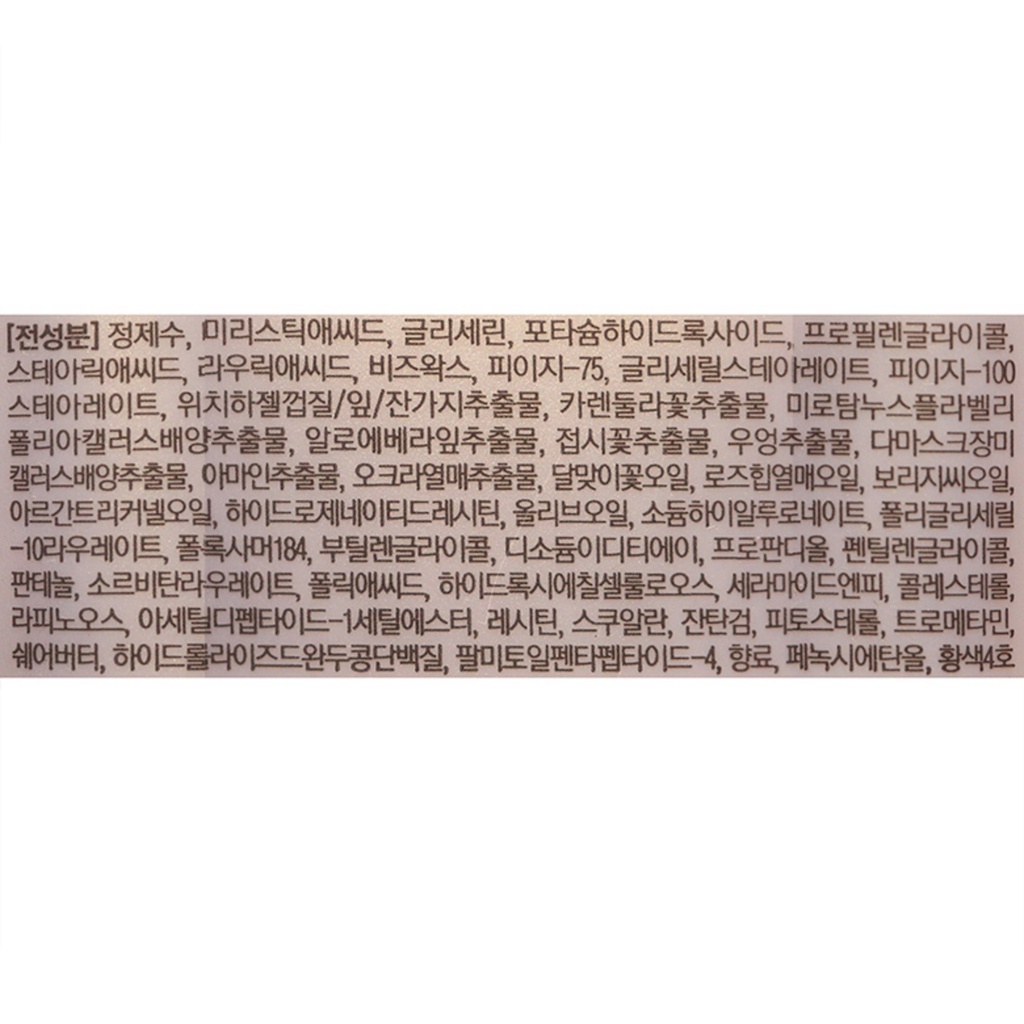 [전성분] 정제수, 미리스틱애씨드, 글리세린, 포타슘하이드록사이드, 프로필렌글라이콜,
스테아릭애씨드, 라우릭애씨드, 비즈왁스, 피이지-75, 글리세릴스테아레이트, 피이지-100
스테아레이트, 위치하젤껍질/잎/잔가지추출물, 카렌둘라꽃추출물, 미로탐누스플라벨리
폴리아캘러스배양추출물, 알로에베라잎추출물, 접시꽃추출물, 우엉추출물, 다마스크장미
캘러스배양추출물, 아마인추출물, 오크라열매추출물, 달맞이꽃오일, 로즈힙열매오일, 보리지씨오일,
아르간트리커넬오일, 하이드로제네이티드레시틴, 올리브오일, 소듐하이알루로네이트, 폴리글리세릴
-10라우레이트, 폴록사머184, 부틸렌글라이콜, 디소듐이디티에이, 프로판디올, 펜틸렌글라이콜,
판테놀, 소르비탄라우레이트, 폴릭애씨드, 하이드록시에칠셀룰로오스, 세라마이드엔피, 콜레스테롤,
라피노오스, 아세틸디펩타이드-1세틸에스터, 레시틴, 스쿠알란, 잔탄검, 피토스테롤, 트로메타민,
쉐어버터, 하이드롤라이즈드완두콩단백질, 팔미토일펜타펩타이드-4, 향료, 페녹시에탄올, 황색4호